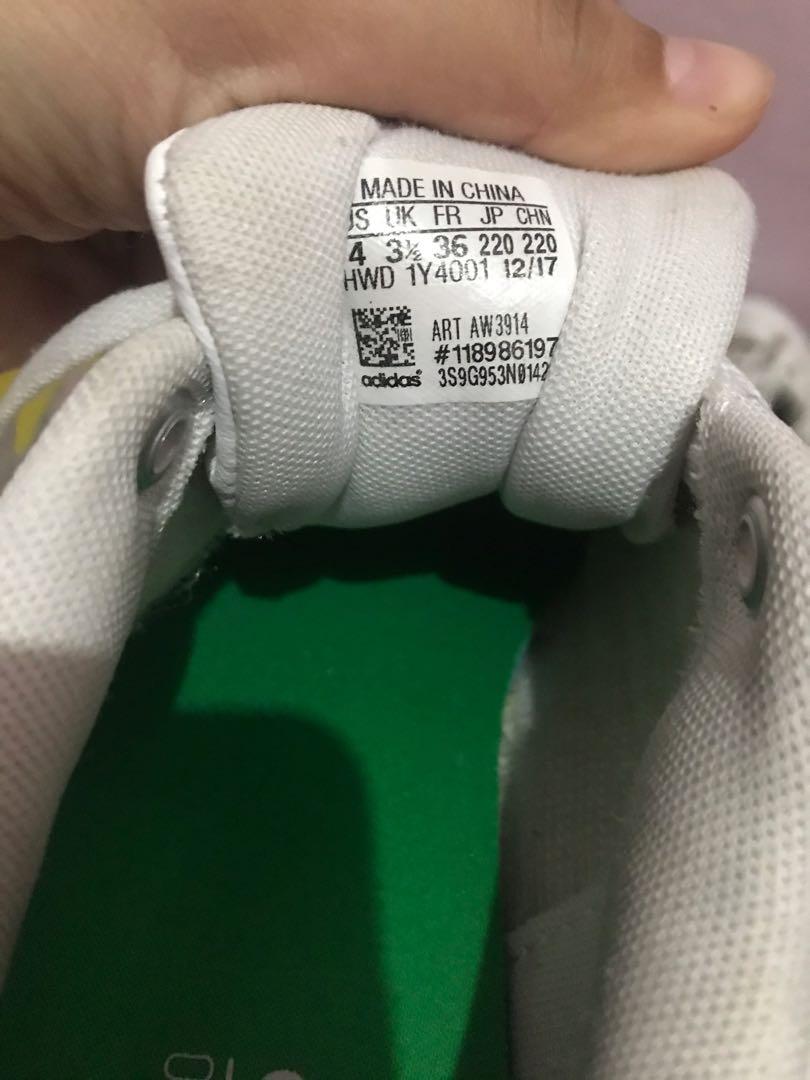 MADE IN CHINA
US UK FR JP CHN
4 3½ 36 220 220
HWD 1Y4001 12/17
ART AW3914
#118986197
adidas® 3S9G953N0142